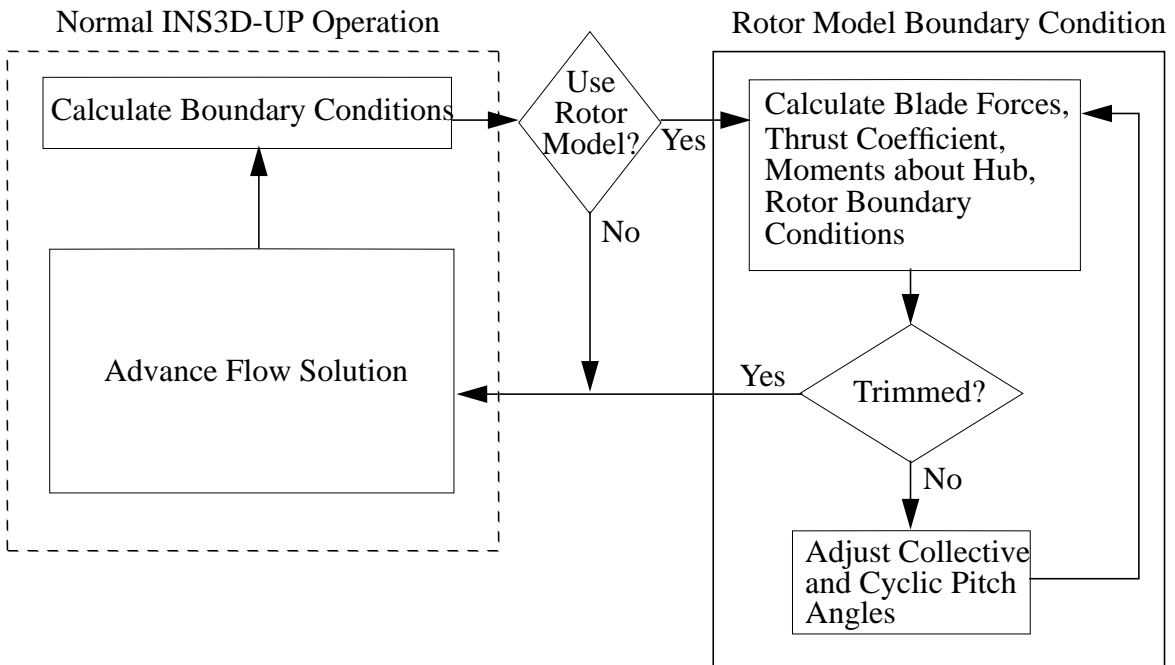 Normal INS3D-UP Operation
Rotor Model Boundary Condition
Calculate Boundary Conditions
Use
Rotor
Model?
Yes
No
Calculate Blade Forces,
Thrust Coefficient,
Moments about Hub,
Rotor Boundary
Conditions
Advance Flow Solution
Yes
Trimmed?
No
Adjust Collective
and Cyclic Pitch
Angles